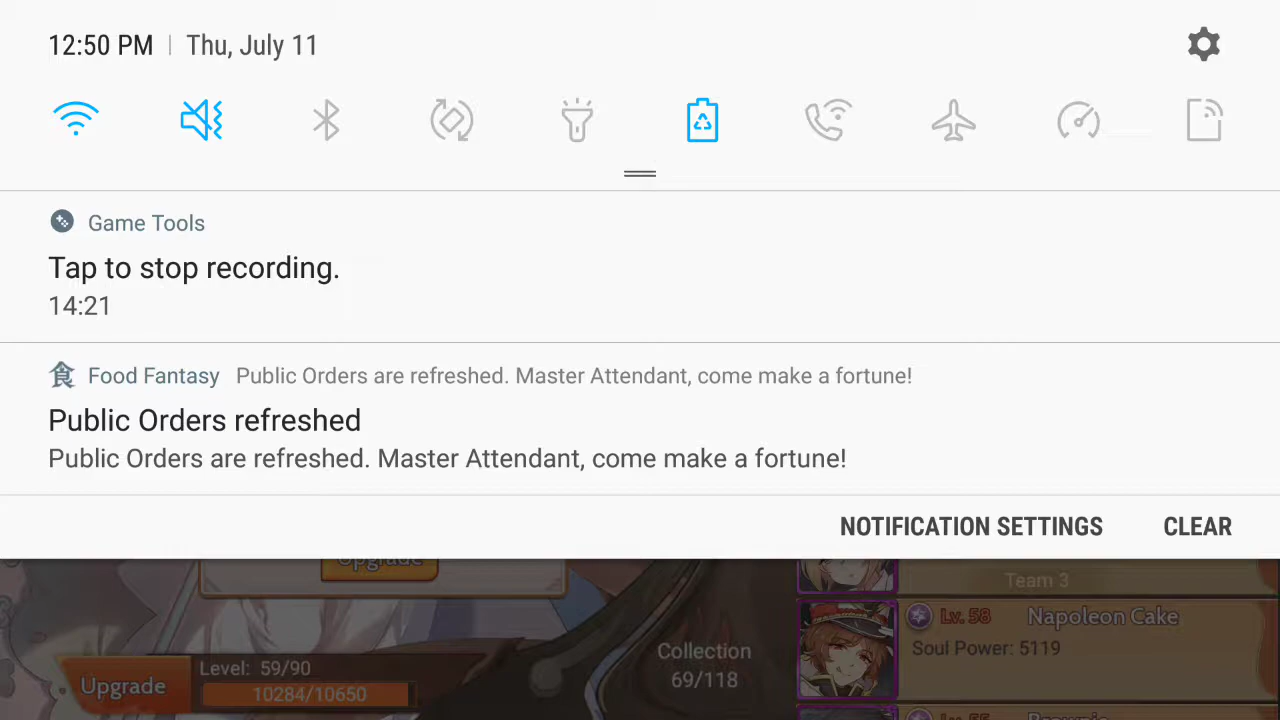 12:50 PM | Thu, July 11
Game Tools
Tap to stop recording.
14:21
食 Food Fantasy Public Orders are refreshed. Master Attendant, come make a fortune!
Public Orders refreshed
Public Orders are refreshed. Master Attendant, come make a fortune!
NOTIFICATION SETTINGS CLEAR
Upgrade
Team 3
Lv. 58 Napoleon Cake
Soul Power: 5119
Collection
69/118
Level: 59/90
Upgrade
10284/10650